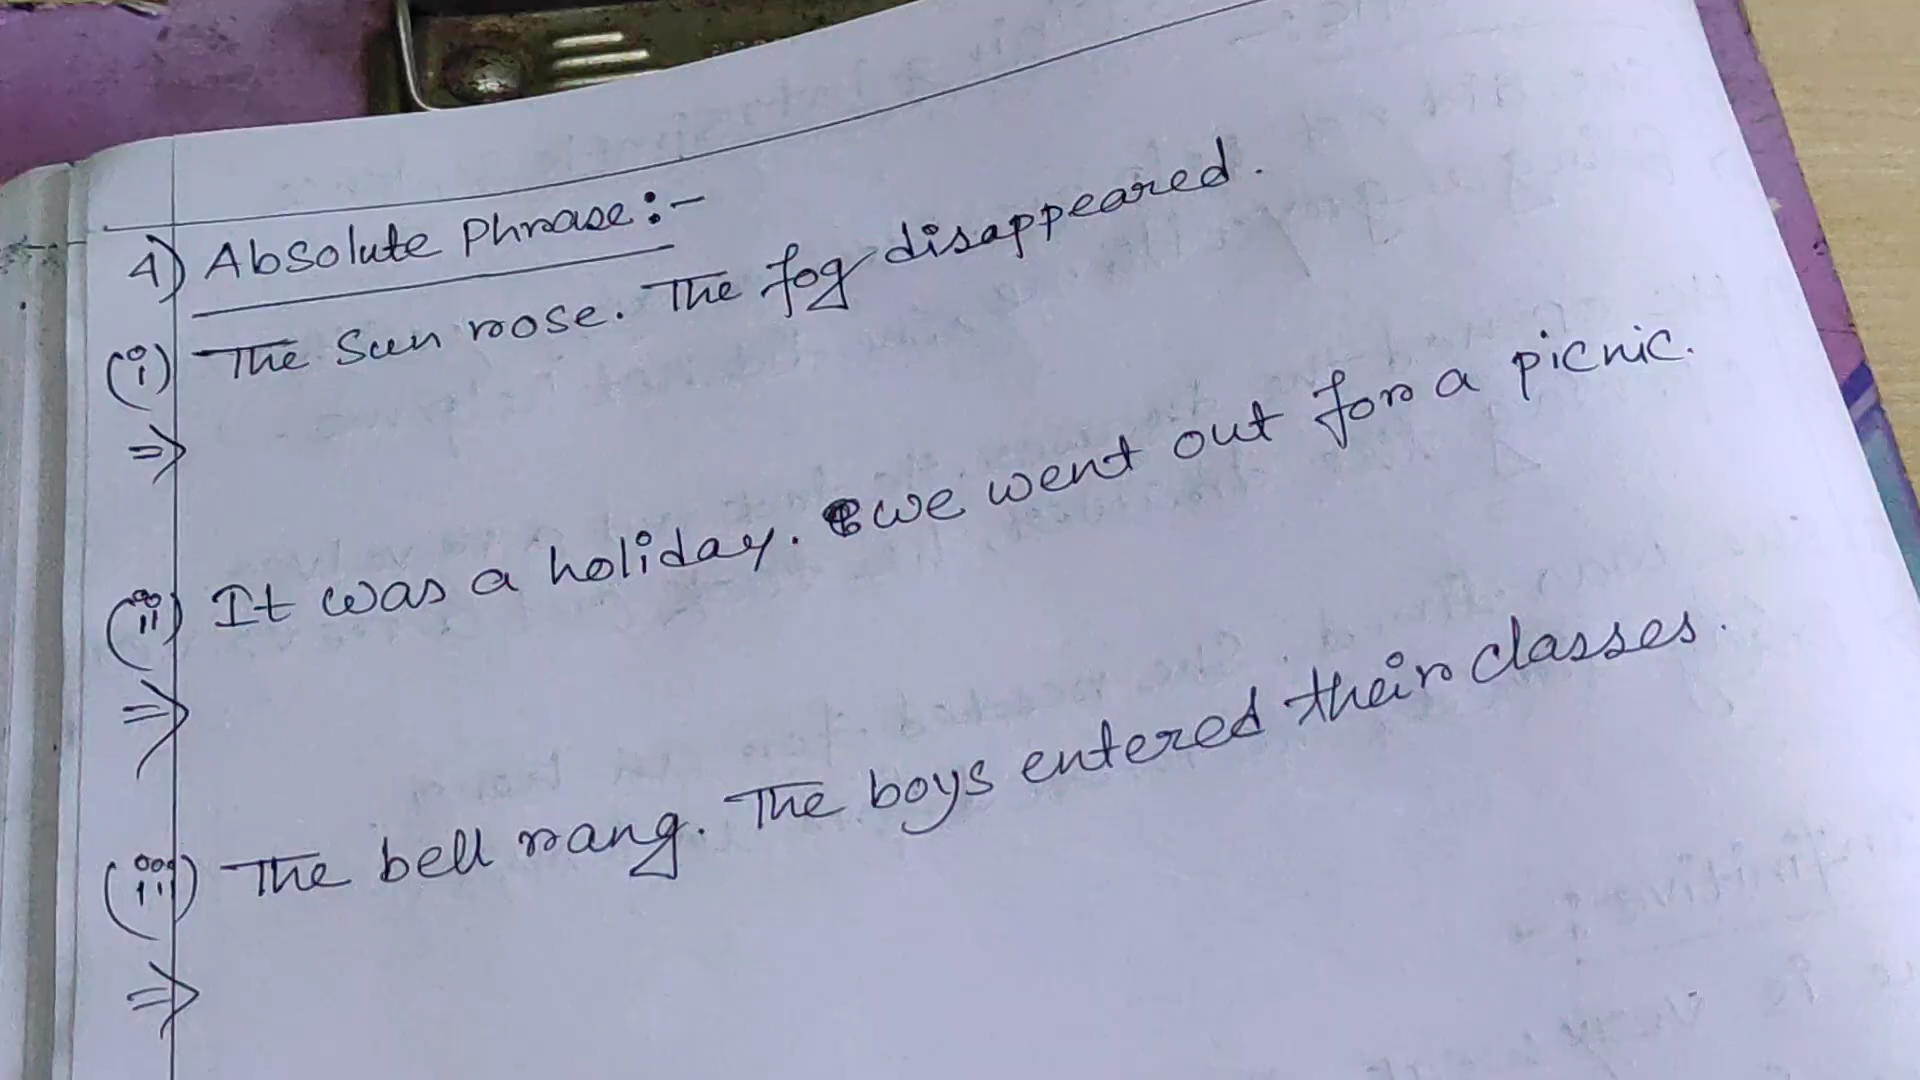 4) Absolute Phrase:-
(i) The Sun rose. The fog disappeared.
⇒
(ii) It was a holiday. we went out for a picnic.
⇒
(iii) The bell rang. The boys entered their classes.
⇒